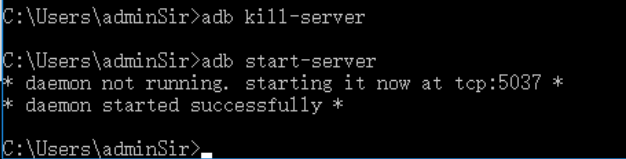 C:\Users\adminSir>adb kill-server
C:\Users\adminSir>adb start-server
* daemon not running. starting it now at tcp:5037 *
* daemon started successfully *
C:\Users\adminSir>